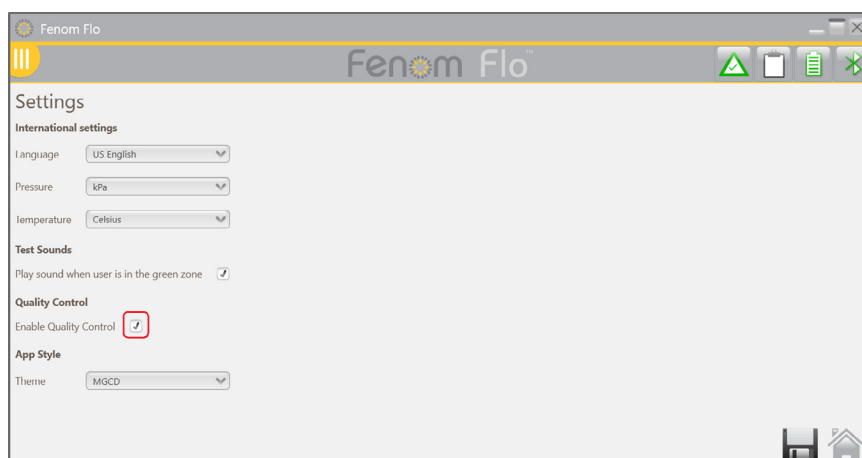 Fenom Flo
Fenom Flo™
Settings
International settings
Language US English
Pressure kPa
Temperature Celsius
Test Sounds
Play sound when user is in the green zone
Quality Control
Enable Quality Control
App Style
Theme MGCD